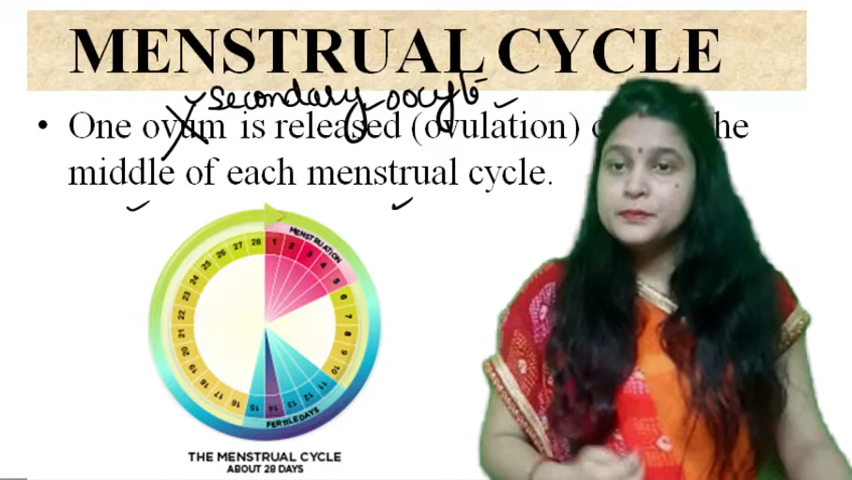 MENSTRUAL CYCLE
secondary oocyte
• One ovum is released (ovulation) he
middle of each menstrual cycle.
MENSTRUATION
1 2 3 4 5 6 7 8 9 10 11 12 13 14 15 16 17 18 19 20 21 22 23 24 25 26 27 28
FERTILE DAYS
THE MENSTRUAL CYCLE
ABOUT 28 DAYS